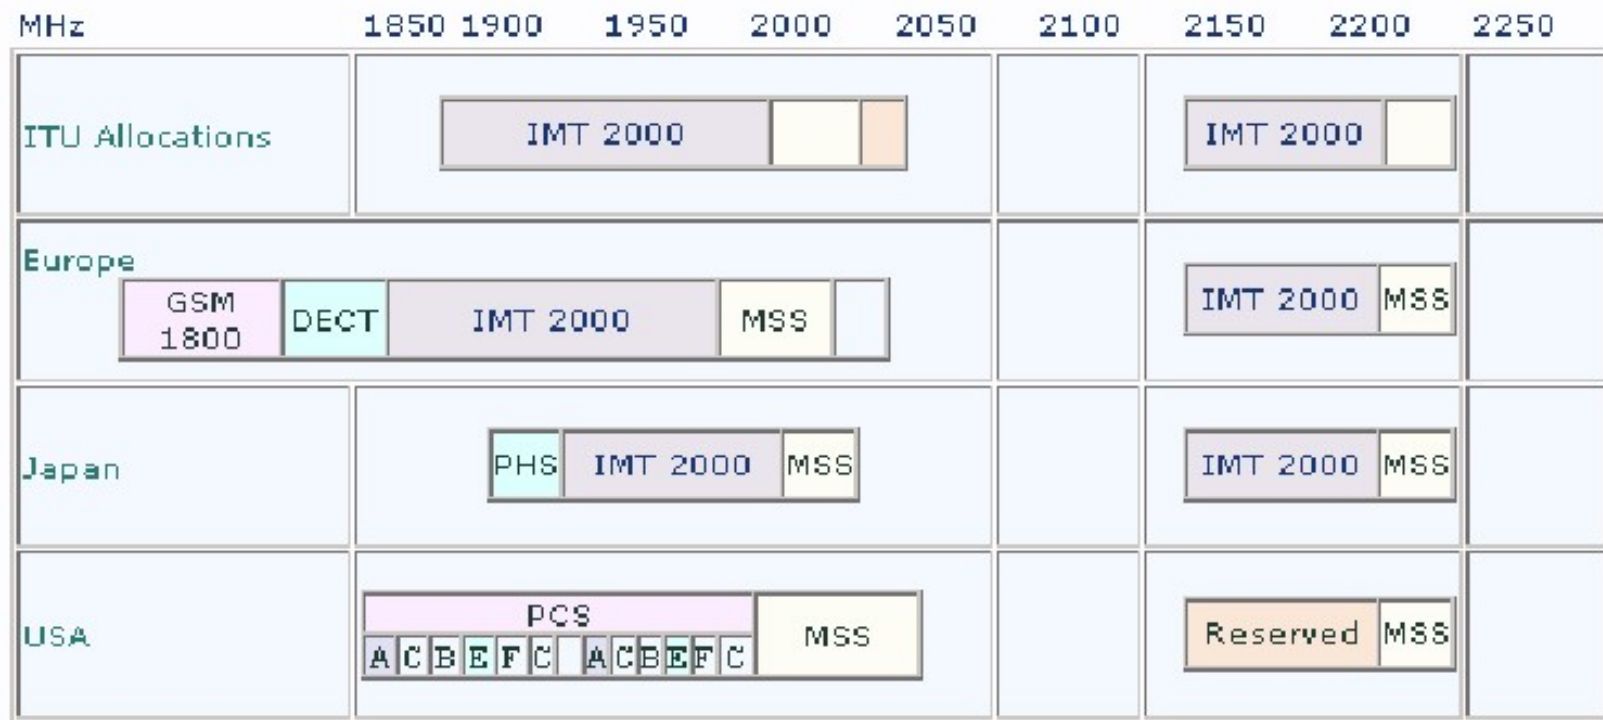 MHz 1850 1900 1950 2000 2050 2100 2150 2200 2250
ITU Allocations IMT 2000 IMT 2000
Europe
GSM 1800 DECT IMT 2000 MSS IMT 2000 MSS
Japan PHS IMT 2000 MSS IMT 2000 MSS
PCS
USA MSS Reserved MSS
A C B E F C A C B E F C